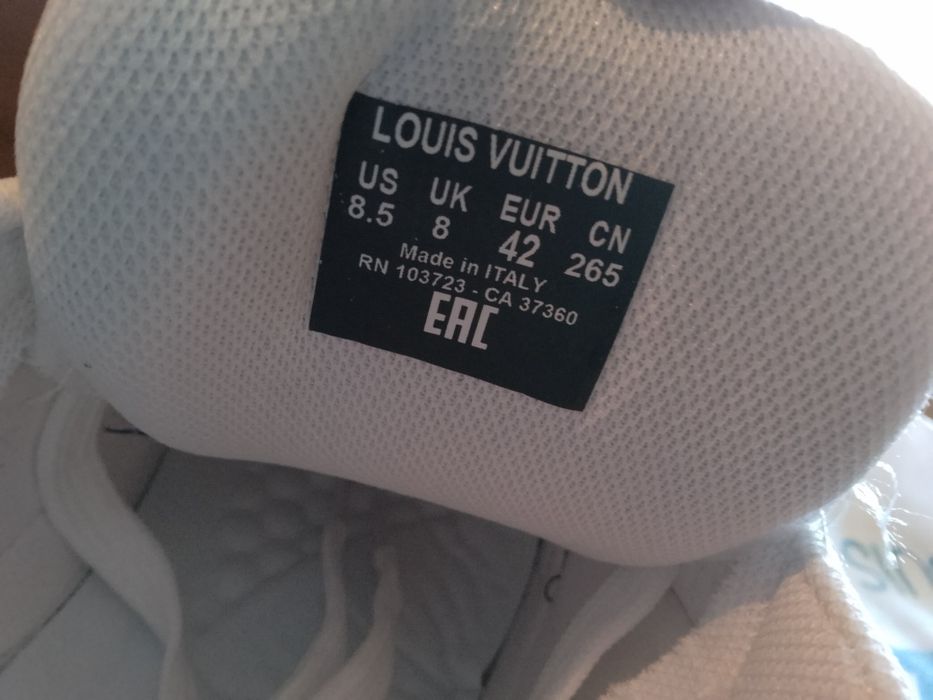 LOUIS VUITTON
US UK EUR CN
8.5 8 42 265
Made in ITALY
RN 103723 - CA 37360
EAC